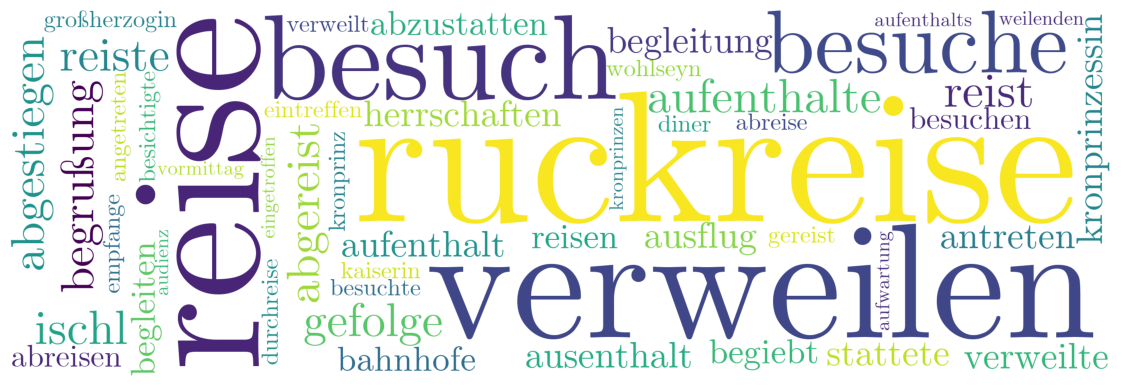 großherzogin
verweilt
abzustatten
aufenthalts
weilenden
reiste
reise
besuch
begleitung
besuche
kronprinzessin
abgestiegen
begrußung
angetreten
besichtigte
wohlseyn
eintreffen
herrschaften
aufenthalte
reist
diner
abreise
besuchen
vormittag
kronprinz
ruckreise
kronprinzen
eingetroffen
abgereist
empfange
audienz
begleiten
aufenthalt
reisen
ausflug
gereist
antreten
kaiserin
besuchte
verweilen
aufwartung
durchreise
ischl
gefolge
abreisen
bahnhofe
ausenthalt
begiebt
stattete
verweilte